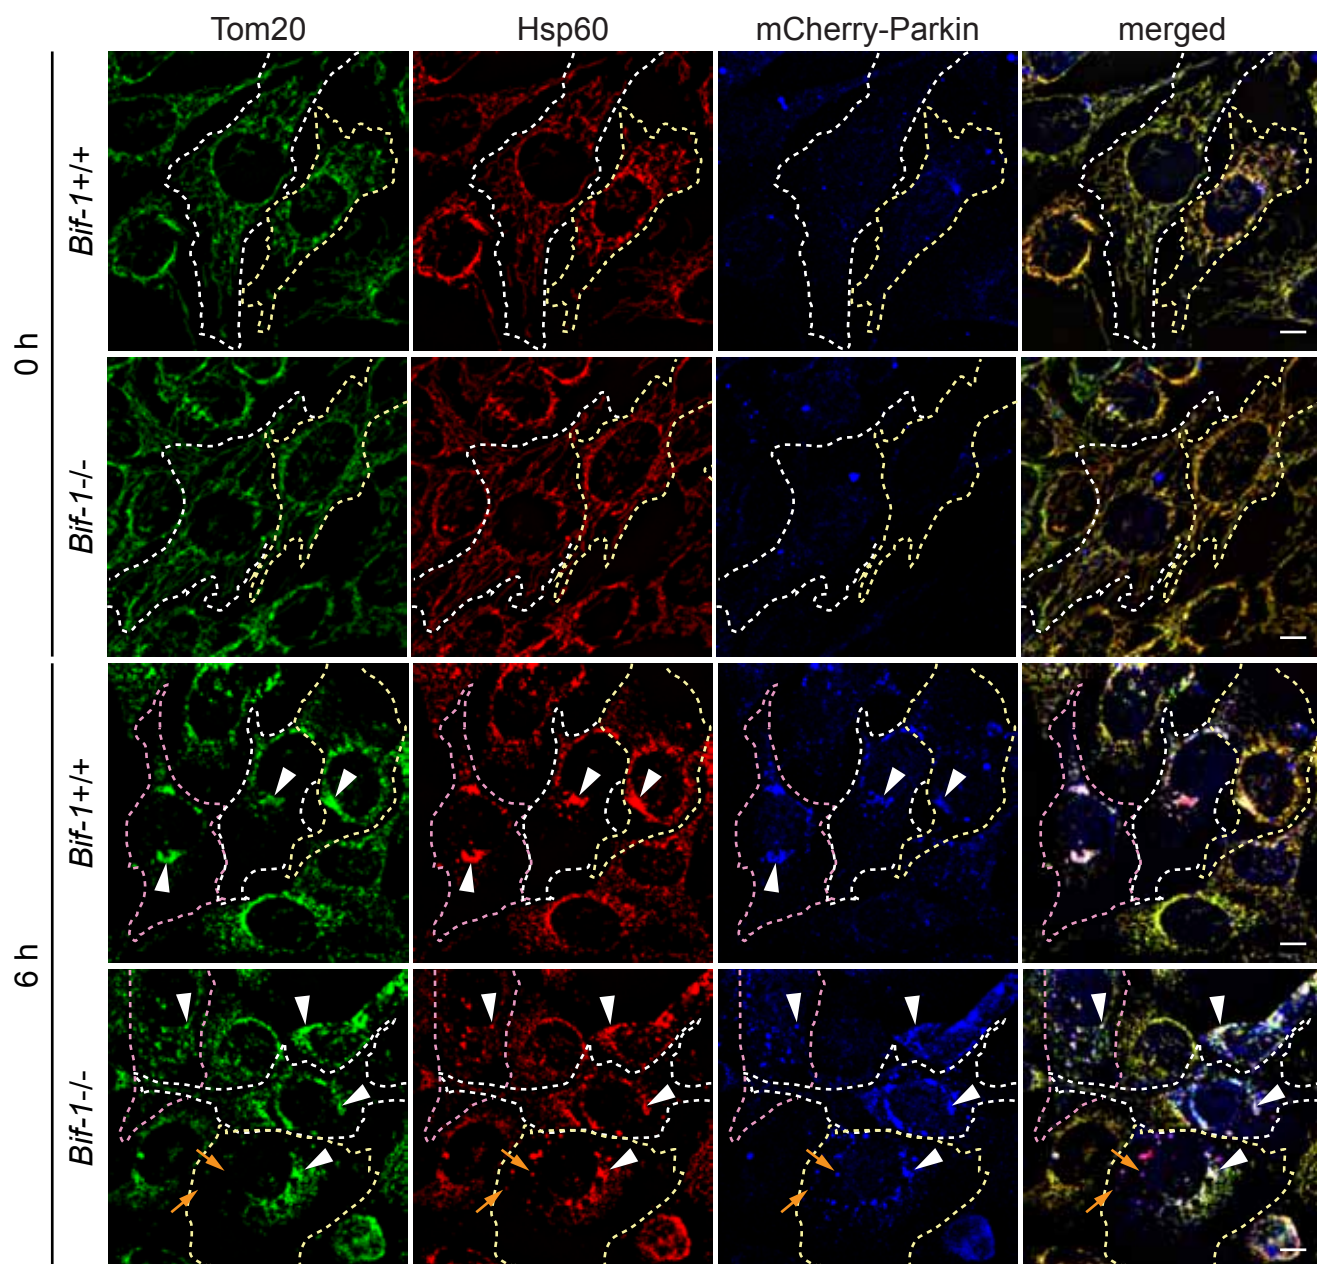 Tom20 Hsp60 mCherry-Parkin merged
0 h
Bif-1+/+
Bif-1-/-
6 h
Bif-1+/+
Bif-1-/-